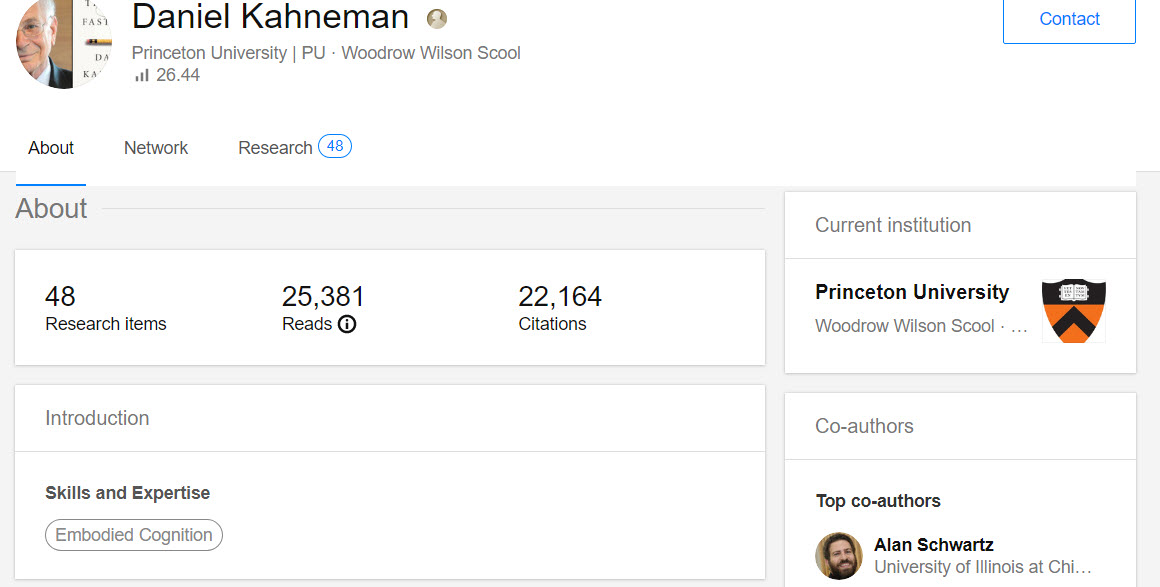 Daniel Kahneman
Princeton University | PU · Woodrow Wilson Scool
26.44
Contact
About
Network
Research 48
About
48
Research items
25,381
Reads
22,164
Citations
Introduction
Skills and Expertise
Embodied Cognition
Current institution
Princeton University
Woodrow Wilson Scool · …
Co-authors
Top co-authors
Alan Schwartz
University of Illinois at Chi…